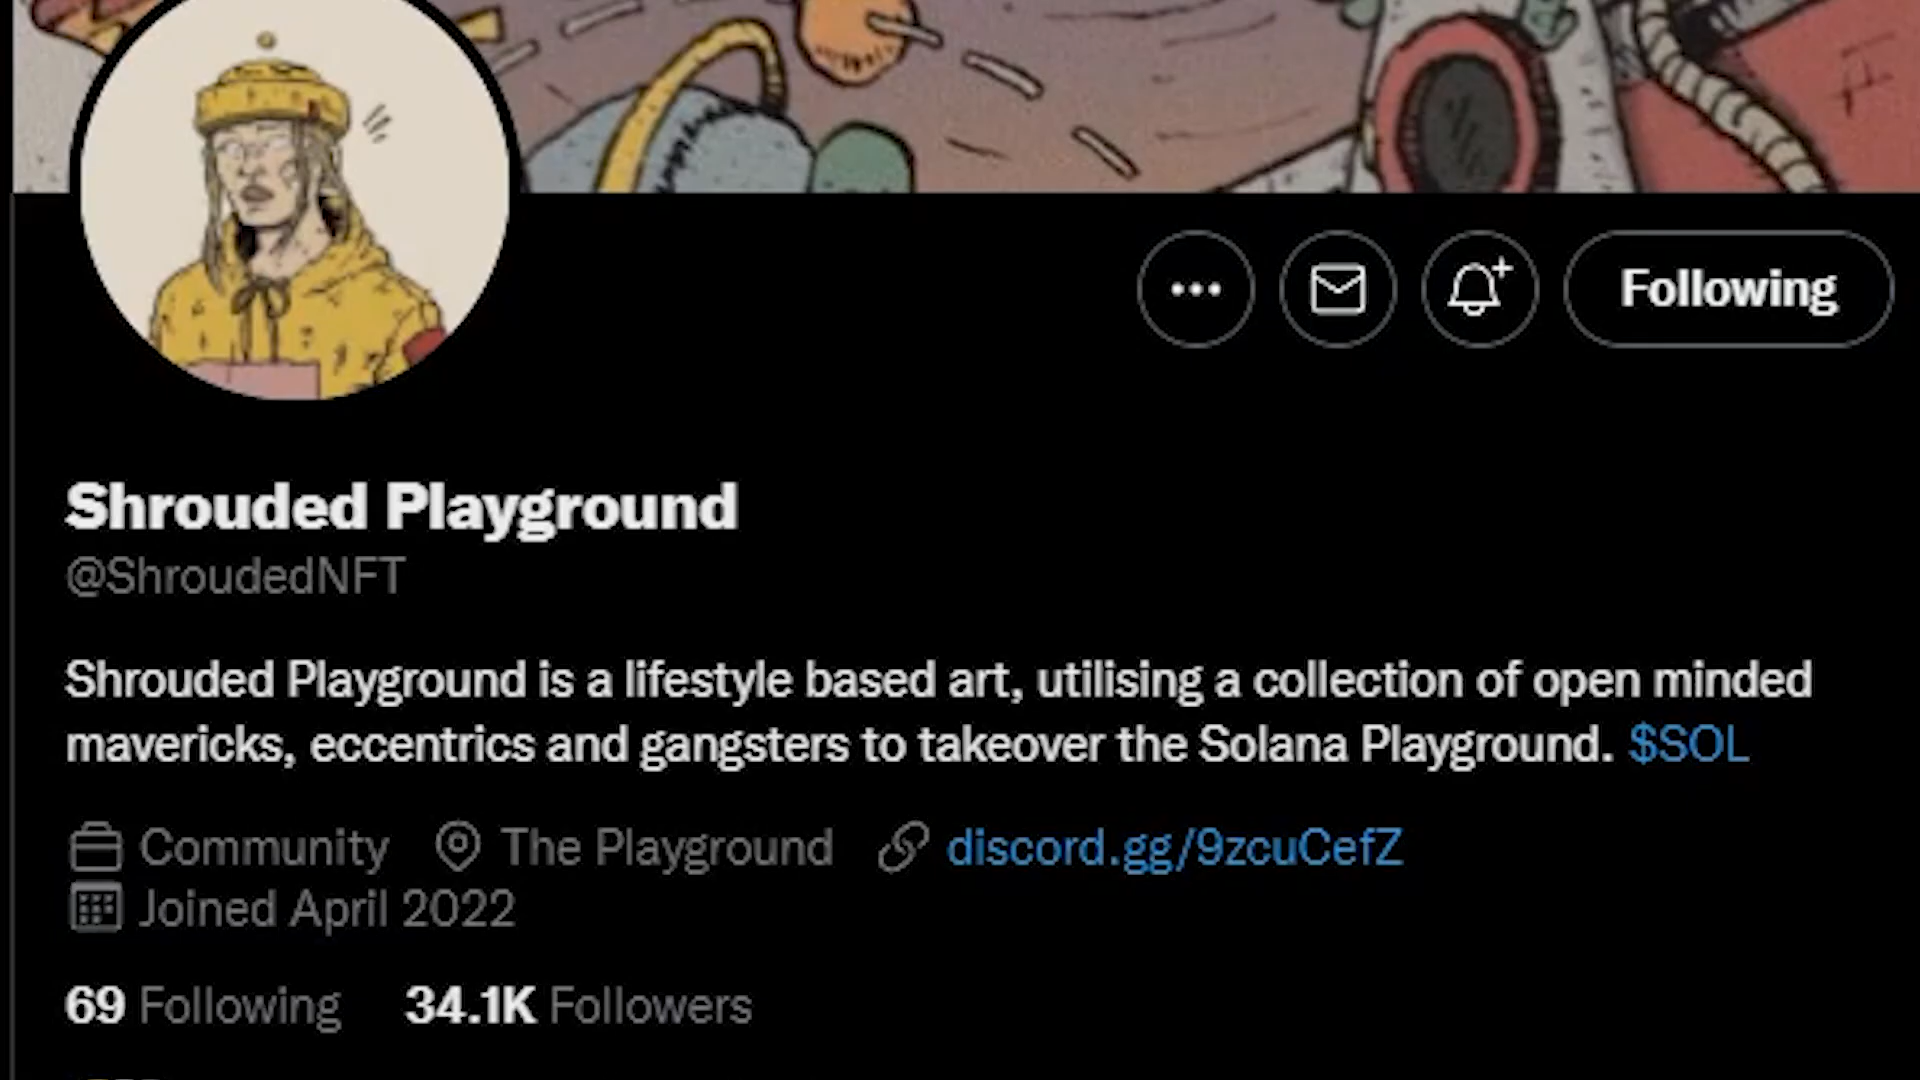 Following
Shrouded Playground
@ShroudedNFT
Shrouded Playground is a lifestyle based art, utilising a collection of open minded
mavericks, eccentrics and gangsters to takeover the Solana Playground. $SOL
Community The Playground discord.gg/9zcuCefZ
Joined April 2022
69 Following 34.1K Followers